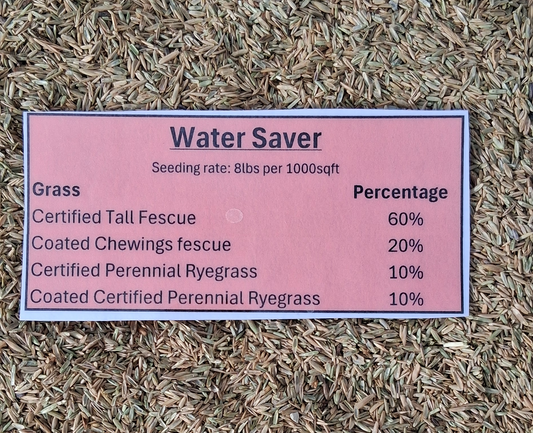 Water Saver
Seeding rate: 8lbs per 1000sqft
Grass Percentage
Certified Tall Fescue 60%
Coated Chewings fescue 20%
Certified Perennial Ryegrass 10%
Coated Certified Perennial Ryegrass 10%